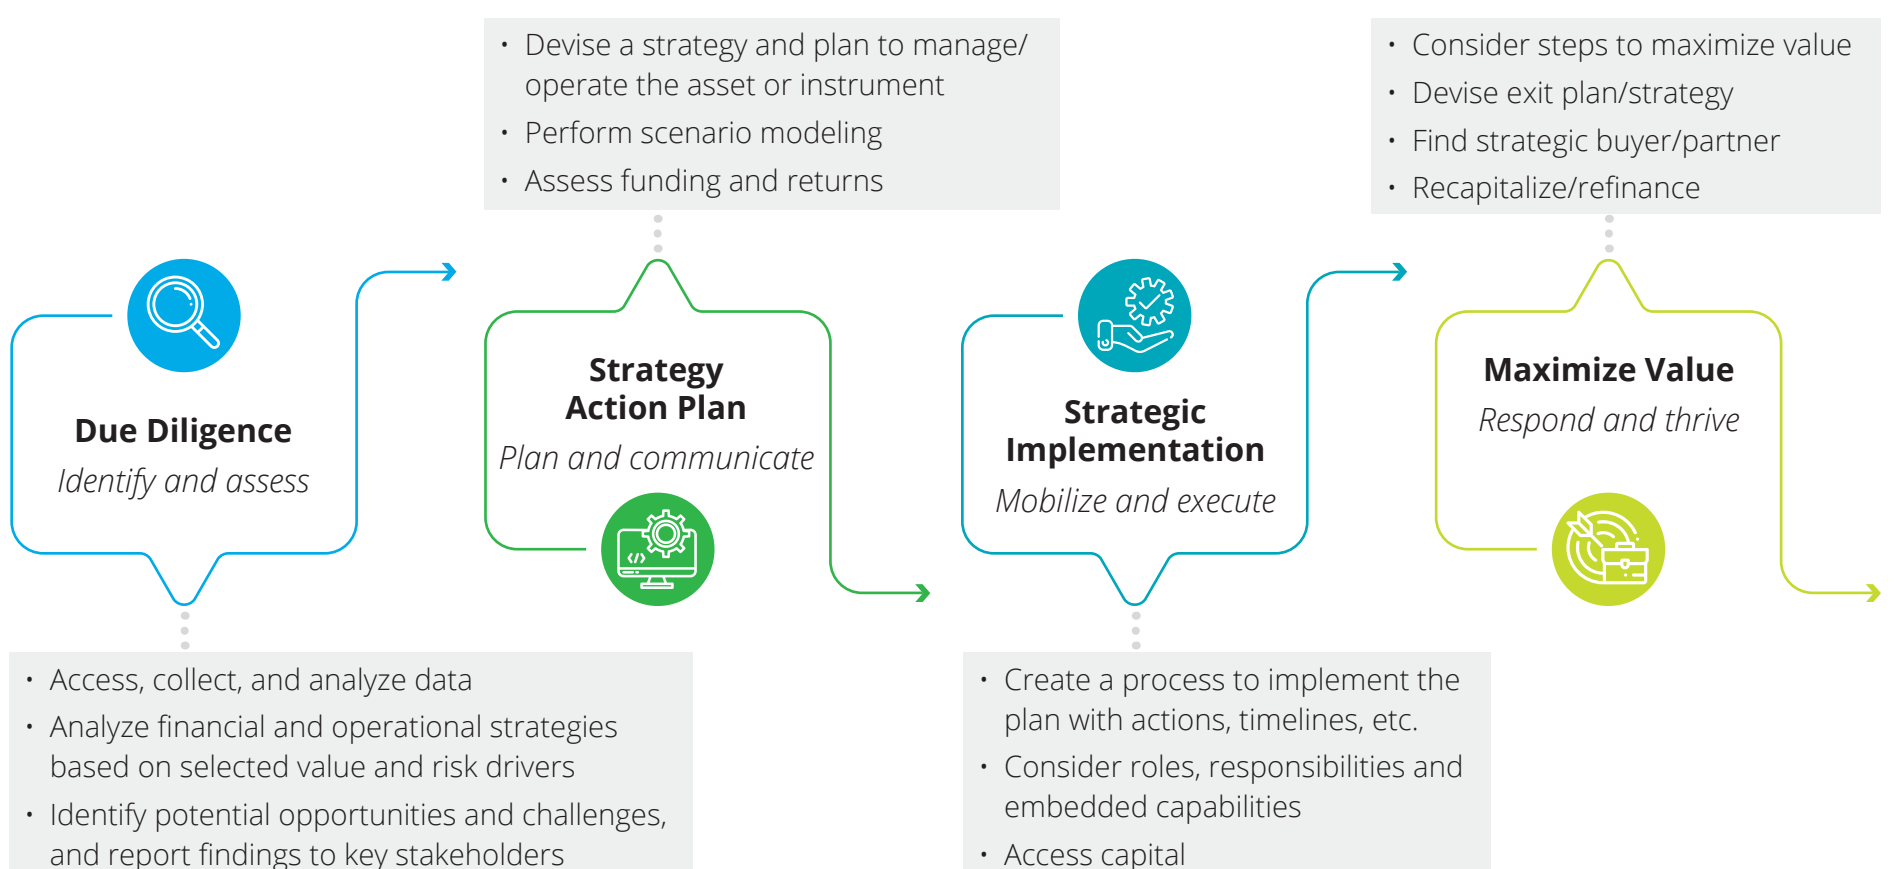 • Devise a strategy and plan to manage/
operate the asset or instrument
• Perform scenario modeling
• Assess funding and returns
• Consider steps to maximize value
• Devise exit plan/strategy
• Find strategic buyer/partner
• Recapitalize/refinance
Due Diligence
Identify and assess
Strategy
Action Plan
Plan and communicate
</>
Strategic
Implementation
Mobilize and execute
Maximize Value
Respond and thrive
• Access, collect, and analyze data
• Analyze financial and operational strategies
based on selected value and risk drivers
• Identify potential opportunities and challenges,
and report findings to key stakeholders
• Create a process to implement the
plan with actions, timelines, etc.
• Consider roles, responsibilities and
embedded capabilities
• Access capital